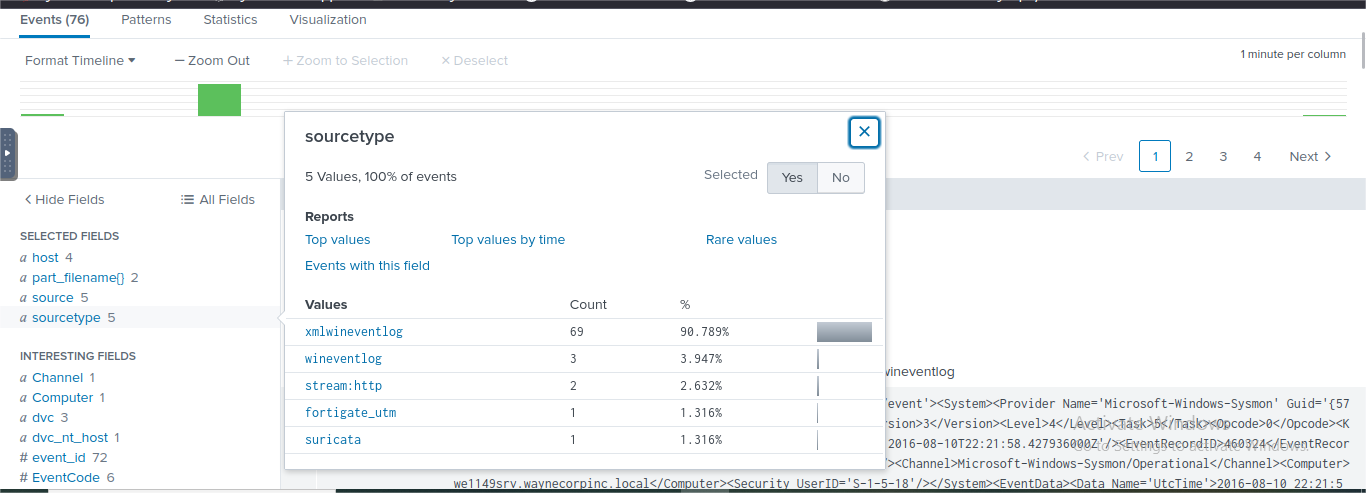 Events (76) Patterns Statistics Visualization
Format Timeline — Zoom Out + Zoom to Selection × Deselect 1 minute per column
sourcetype
Prev 1 2 3 4 Next
5 Values, 100% of events Selected Yes No
Hide Fields All Fields
Reports
SELECTED FIELDS
Top values Top values by time Rare values
a host 4
Events with this field
a part_filename{} 2
a source 5
Values Count %
a sourcetype 5
xmlwineventlog 69 90.789%
INTERESTING FIELDS
wineventlog 3 3.947%
a Channel 1
wineventlog
stream:http 2 2.632%
a Computer 1
/event'><System><Provider Name='Microsoft-Windows-Sysmon' Guid='{57
fortigate_utm 1 1.316%
a dvc 3
sion>3</Version><Level>4</Level><Task>5</Task><Opcode>0</Opcode><K
Activate Windows
a dvc_nt_host 1
suricata 1 1.316%
2016-08-10T22:21:58.427936000Z'/><EventRecordID>460324</EventRecor
Go to Settings to activate Windows.
# event_id 72
><Channel>Microsoft-Windows-Sysmon/Operational</Channel><Computer>
# EventCode 6
we1149srv.waynecorpinc.local</Computer><Security UserID='S-1-5-18'/></System><EventData><Data Name='UtcTime'>2016-08-10 22:21:5